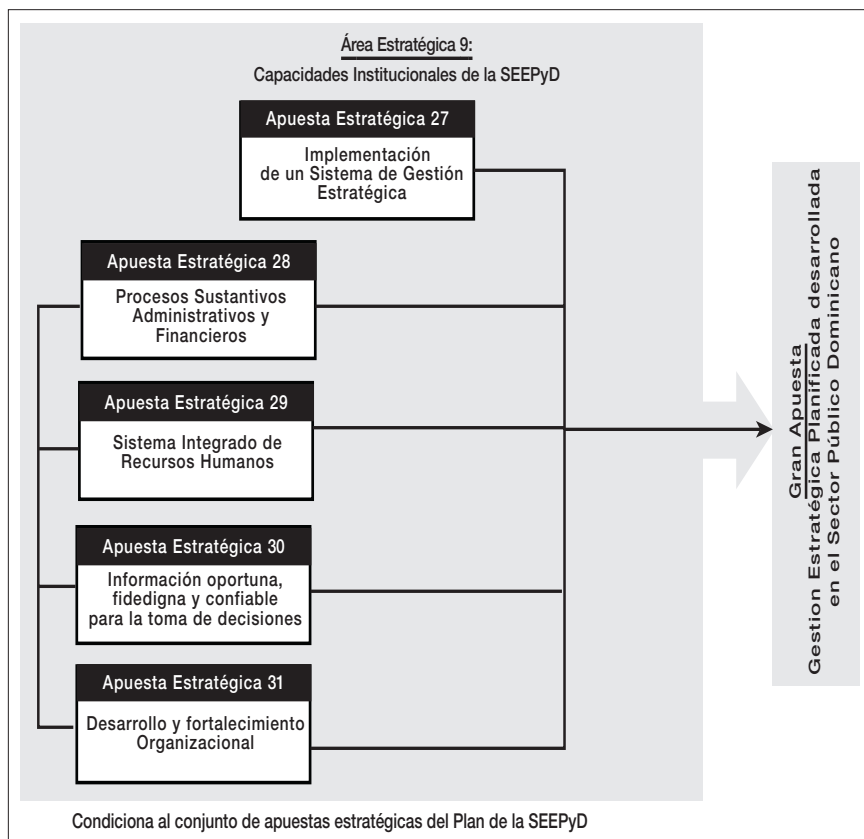 Área Estratégica 9:
Capacidades Institucionales de la SEEPyD
Apuesta Estratégica 27
Implementación
de un Sistema de Gestión
Estratégica
Apuesta Estratégica 28
Procesos Sustantivos
Administrativos y
Financieros
Apuesta Estratégica 29
Sistema Integrado de
Recursos Humanos
Apuesta Estratégica 30
Información oportuna,
fidedigna y confiable
para la toma de decisiones
Apuesta Estratégica 31
Desarrollo y fortalecimiento
Organizacional
Gran Apuesta
Gestion Estratégica Planificada desarrollada
en el Sector Público Dominicano
Condiciona al conjunto de apuestas estratégicas del Plan de la SEEPyD